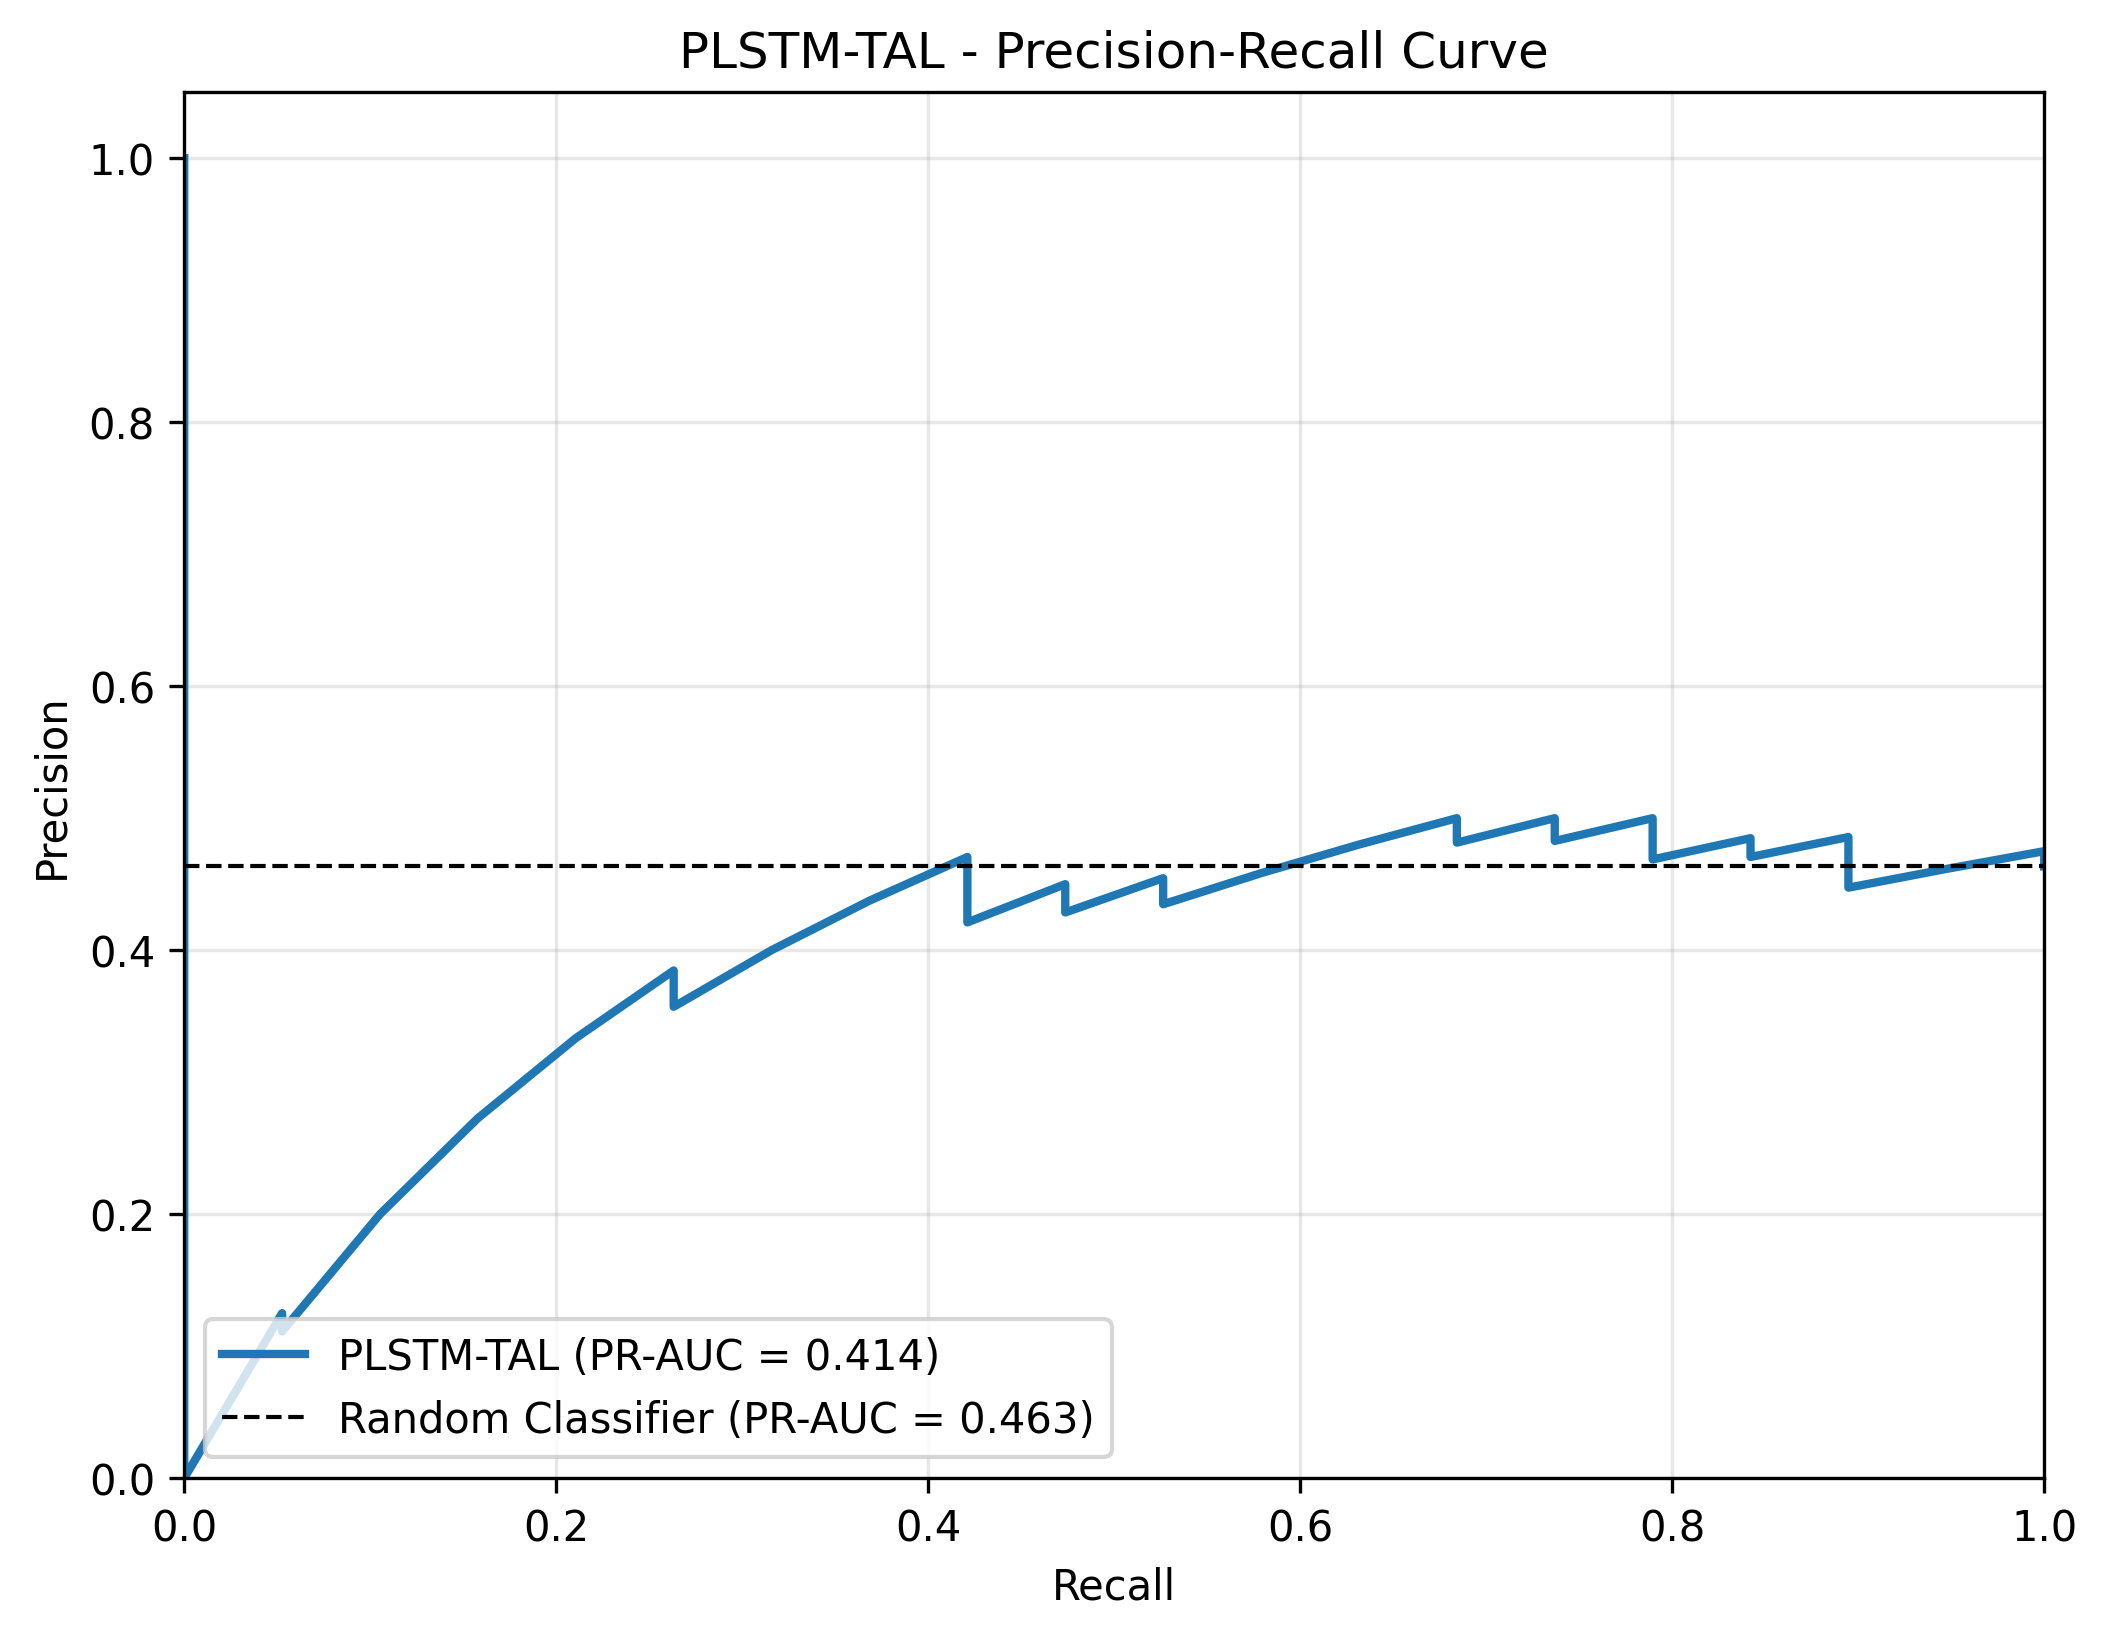 PLSTM-TAL - Precision-Recall Curve
1.0
0.8
0.6
0.4
0.2
0.0
Precision
PLSTM-TAL (PR-AUC = 0.414)
Random Classifier (PR-AUC = 0.463)
0.0 0.2 0.4 0.6 0.8 1.0
Recall